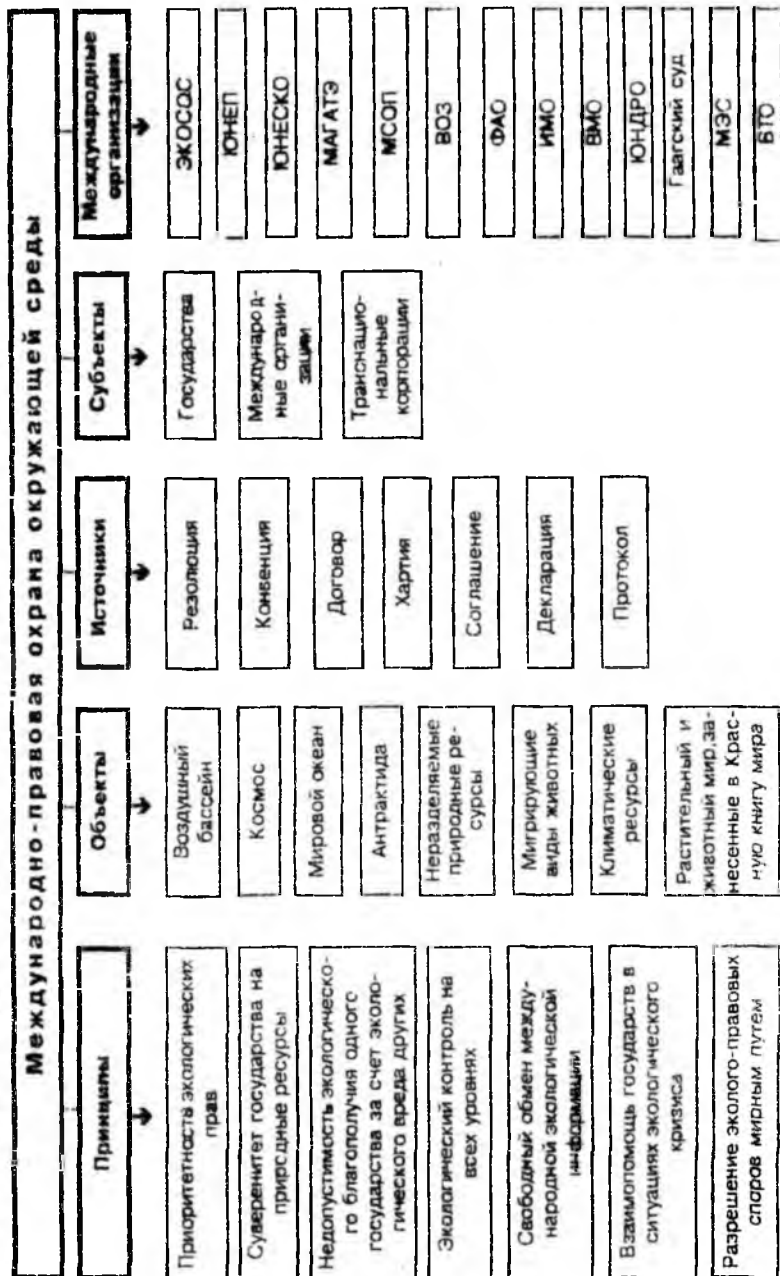 Международно-правовая охрана окружающей среды
Принципы
Приоритетность экологических
прав
Суверенитет государства на
природные ресурсы
Недопустимость экологическо-
го благополучия одного
государства за счет эколо-
гического вреда других
Экологический контроль на
всех уровнях
Свободный обмен между-
народной экологической
информации
Взаимопомощь государств в
ситуациях экологического
кризиса
Разрешение эколого-правовых
споров мирным путем
Объекты
Воздушный
бассейн
Космос
Мировой океан
Антрактида
Неразделяемые
природные ре-
сурсы
Мигрирующие
виды животных
Климатические
ресурсы
Растительный и
животный мир,за-
несенные в Крас-
ную книгу мира
Источники
Резолюция
Конвенция
Договор
Хартия
Соглашение
Декларация
Протокол
Субъекты
Государства
Международ-
ные органи-
зации
Транснацио-
нальные
корпорации
Международные
организации
ЭКОСОС
ЮНЕП
ЮНЕСКО
МАГАТЭ
МСОП
ВОЗ
ФАО
ИМО
ВМО
ЮНДРО
Гаагский суд
МЭС
ВТО